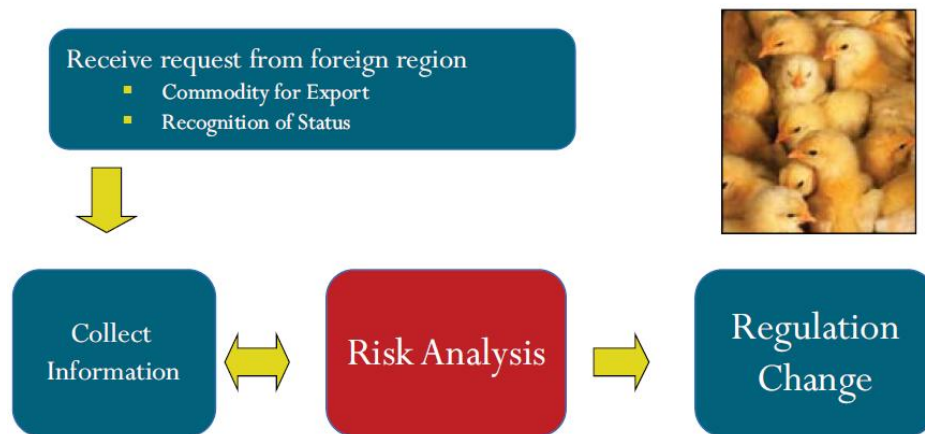 Receive request from foreign region
Commodity for Export
Recognition of Status
Collect
Information
Risk Analysis
Regulation
Change